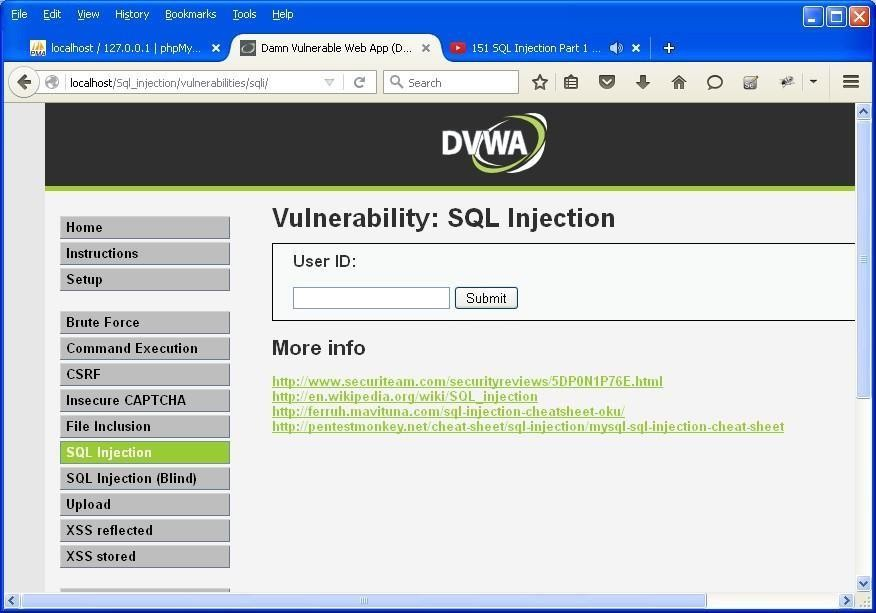 File Edit View History Bookmarks Tools Help
localhost / 127.0.0.1 | phpMy...
Damn Vulnerable Web App (D...
151 SQL Injection Part 1 ...
localhost/Sql_injection/vulnerabilities/sqli/
Search
DVWA
Home
Instructions
Setup
Brute Force
Command Execution
CSRF
Insecure CAPTCHA
File Inclusion
SQL Injection
SQL Injection (Blind)
Upload
XSS reflected
XSS stored
Vulnerability: SQL Injection
User ID:
Submit
More info
http://www.securiteam.com/securityreviews/5DP0N1P76E.html
http://en.wikipedia.org/wiki/SQL_injection
http://ferruh.mavituna.com/sql-injection-cheatsheet-oku/
http://pentestmonkey.net/cheat-sheet/sql-injection/mysql-sql-injection-cheat-sheet